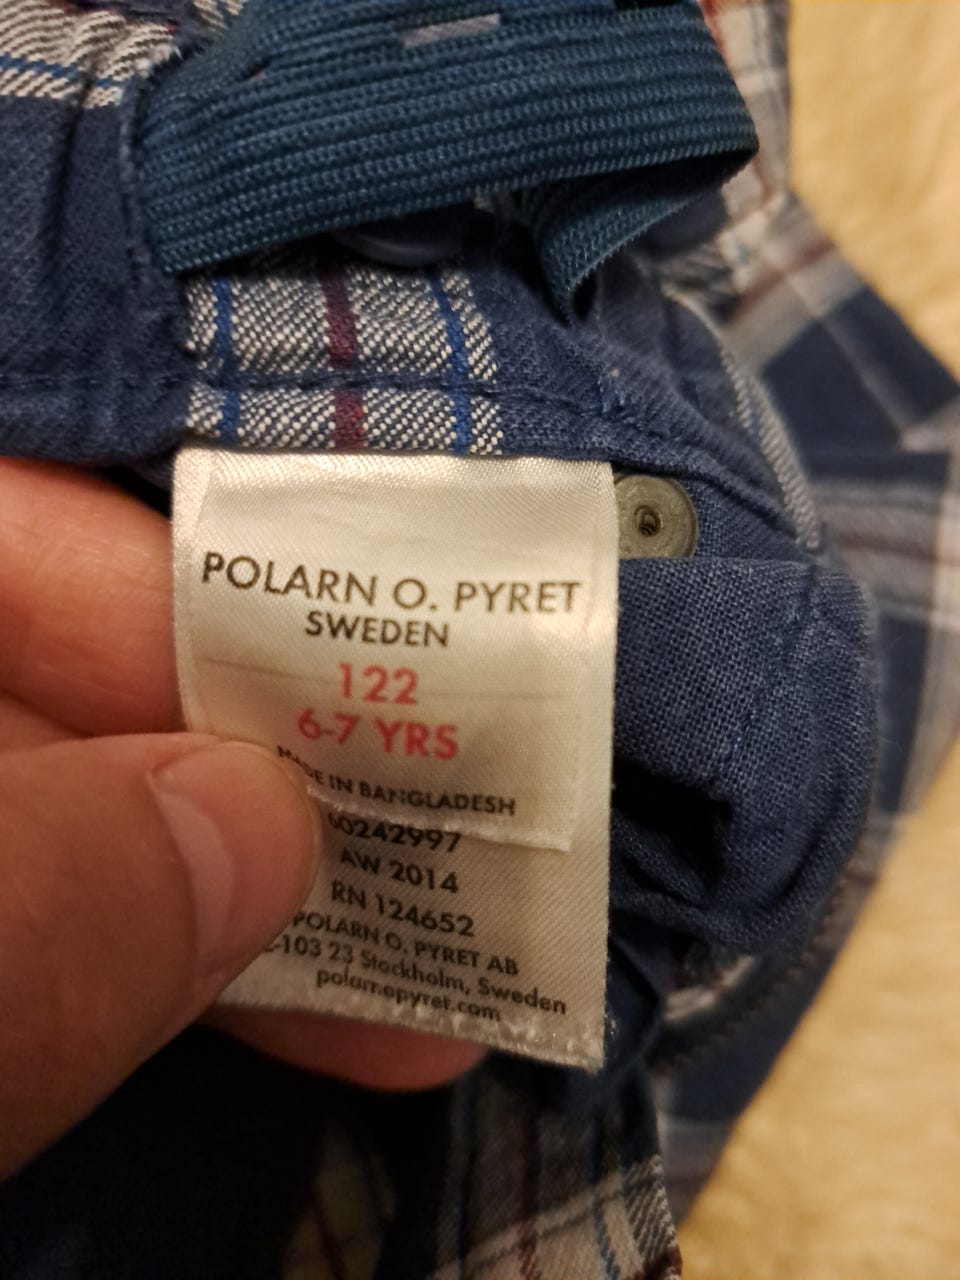 POLARN O. PYRET
SWEDEN
122
6-7 YRS
MADE IN BANGLADESH
60242997
AW 2014
RN 124652
POLARN O. PYRET AB
-103 23 Stockholm, Sweden
polarnopyret.com